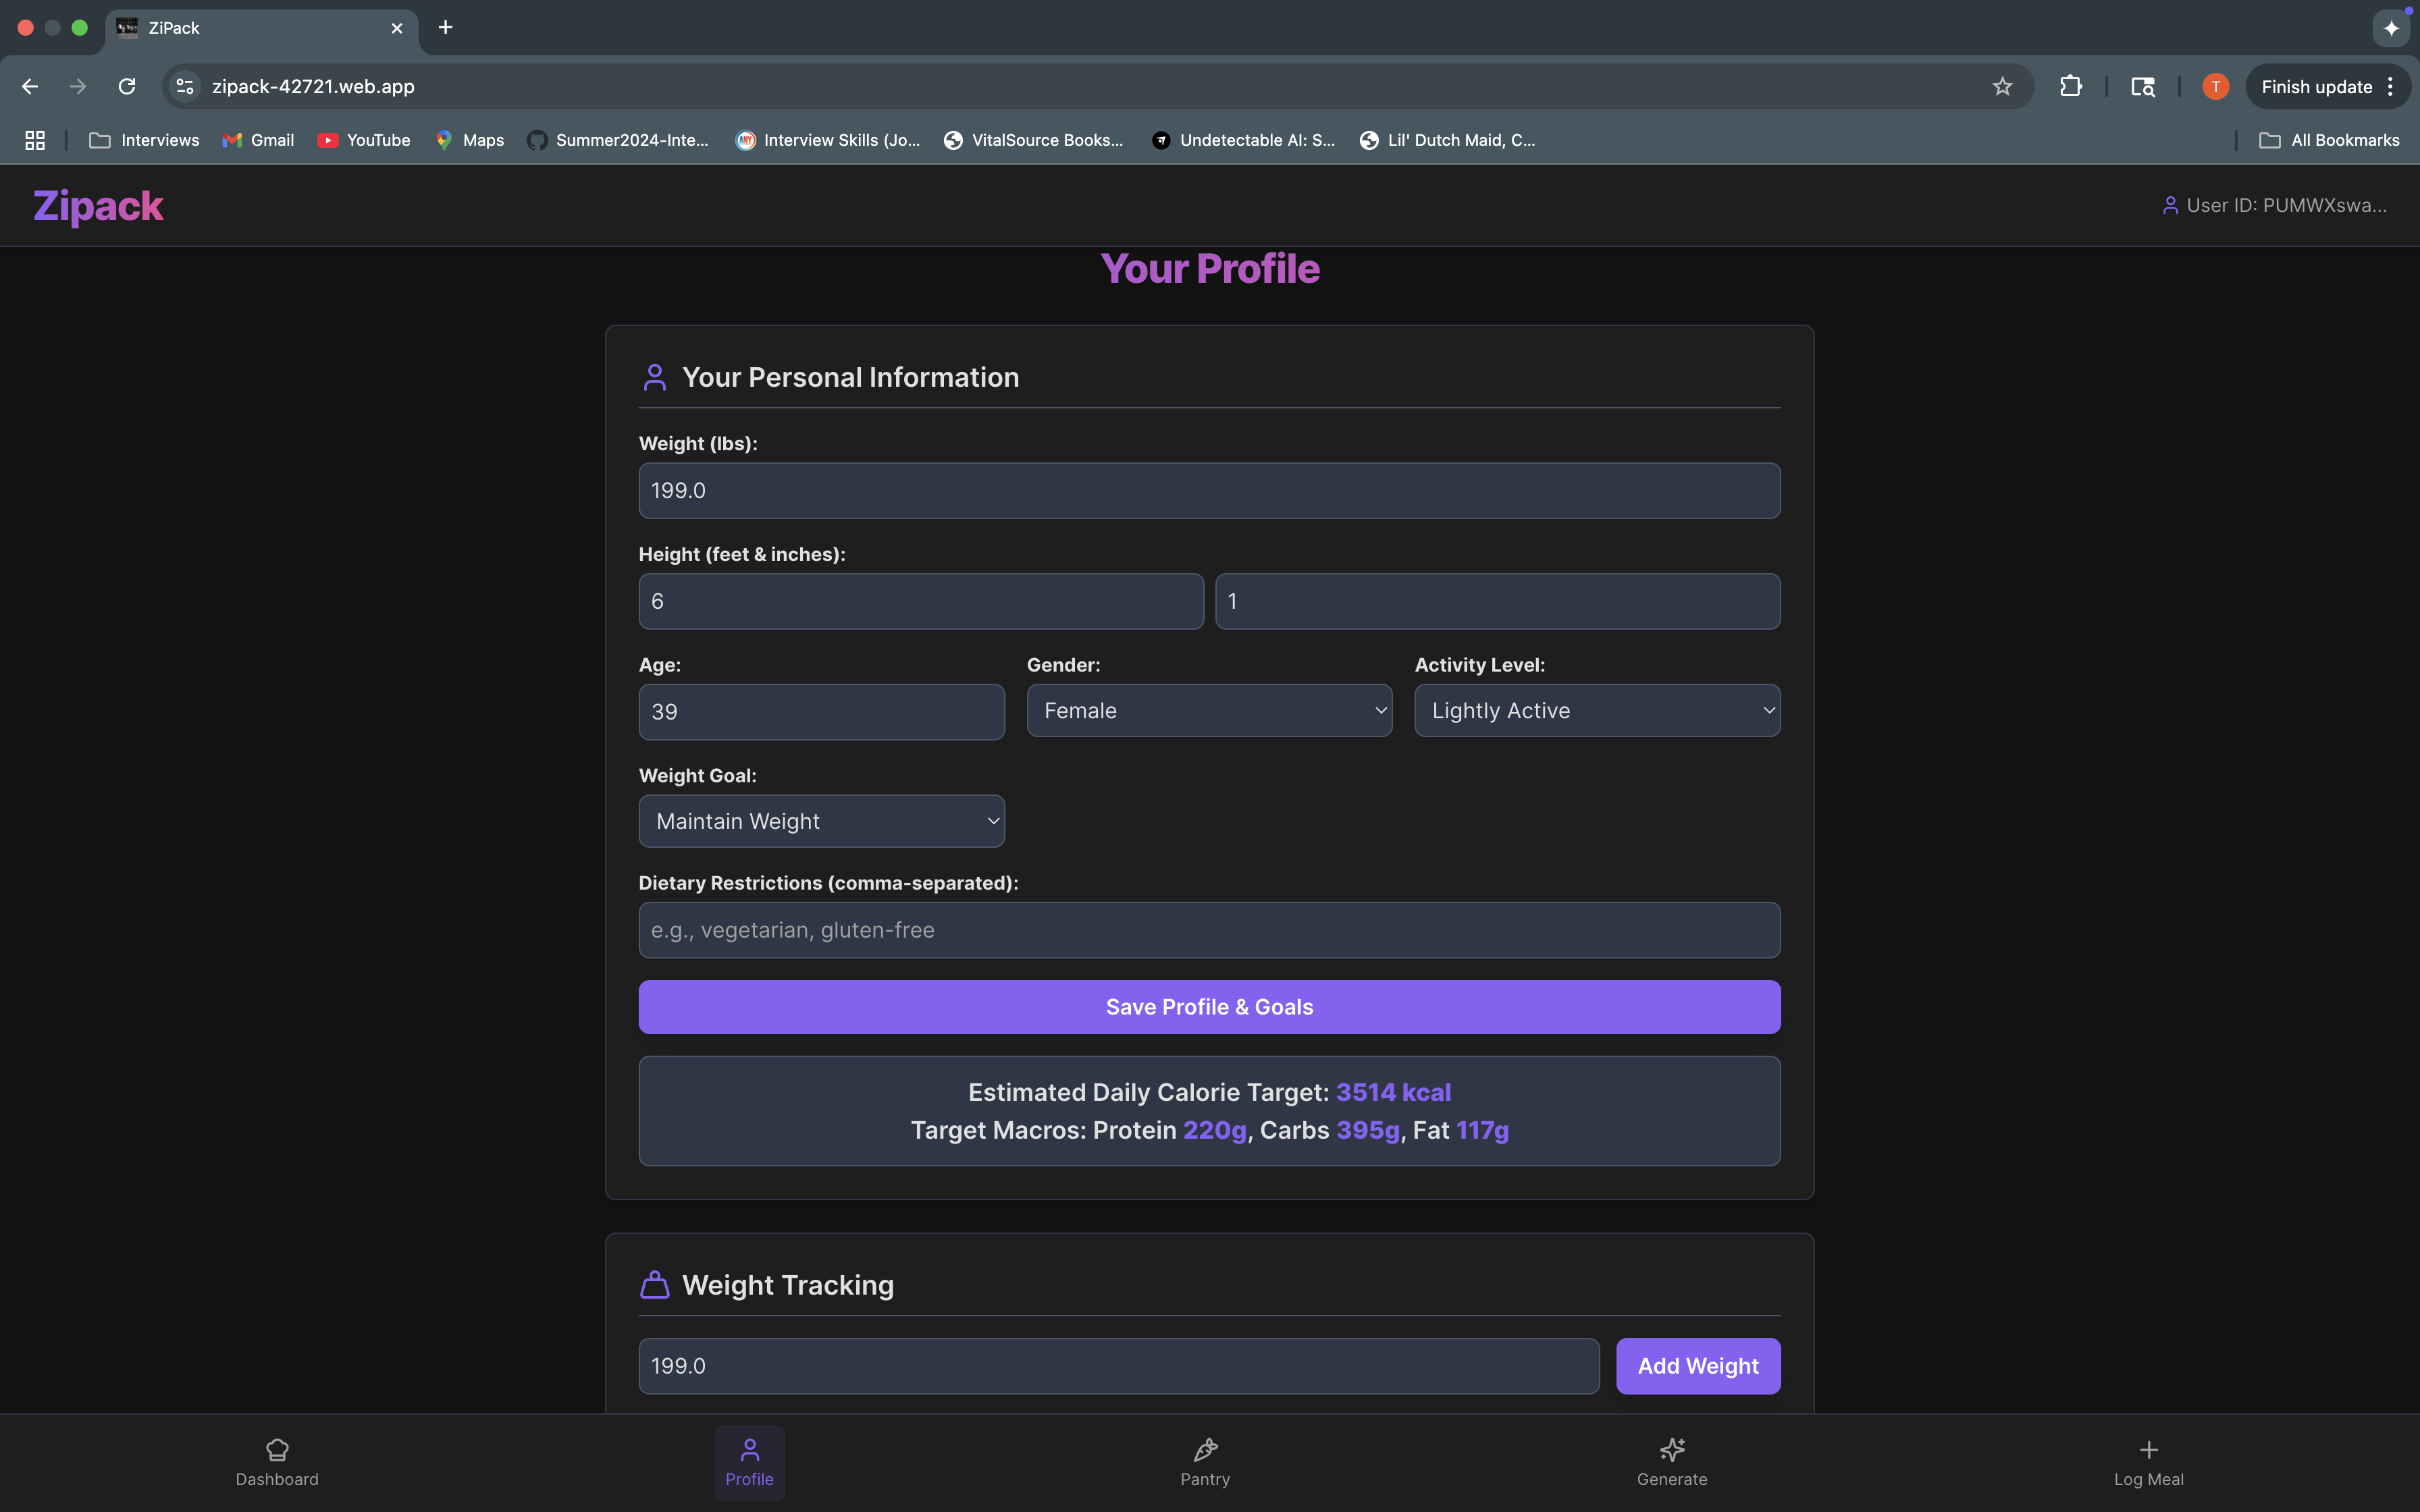 ZiPack
zipack-42721.web.app
T
Finish update
Interviews
Gmail
YouTube
Maps
Summer2024-Inte...
Interview Skills (Jo...
VitalSource Books...
Undetectable AI: S...
Lil' Dutch Maid, C...
All Bookmarks
Zipack
User ID: PUMWXswa...
Your Profile
Your Personal Information
Weight (lbs):
199.0
Height (feet & inches):
6 1
Age: Gender: Activity Level:
39 Female Lightly Active
Weight Goal:
Maintain Weight
Dietary Restrictions (comma-separated):
e.g., vegetarian, gluten-free
Save Profile & Goals
Estimated Daily Calorie Target: 3514 kcal
Target Macros: Protein 220g, Carbs 395g, Fat 117g
Weight Tracking
199.0 Add Weight
Dashboard Profile Pantry Generate Log Meal